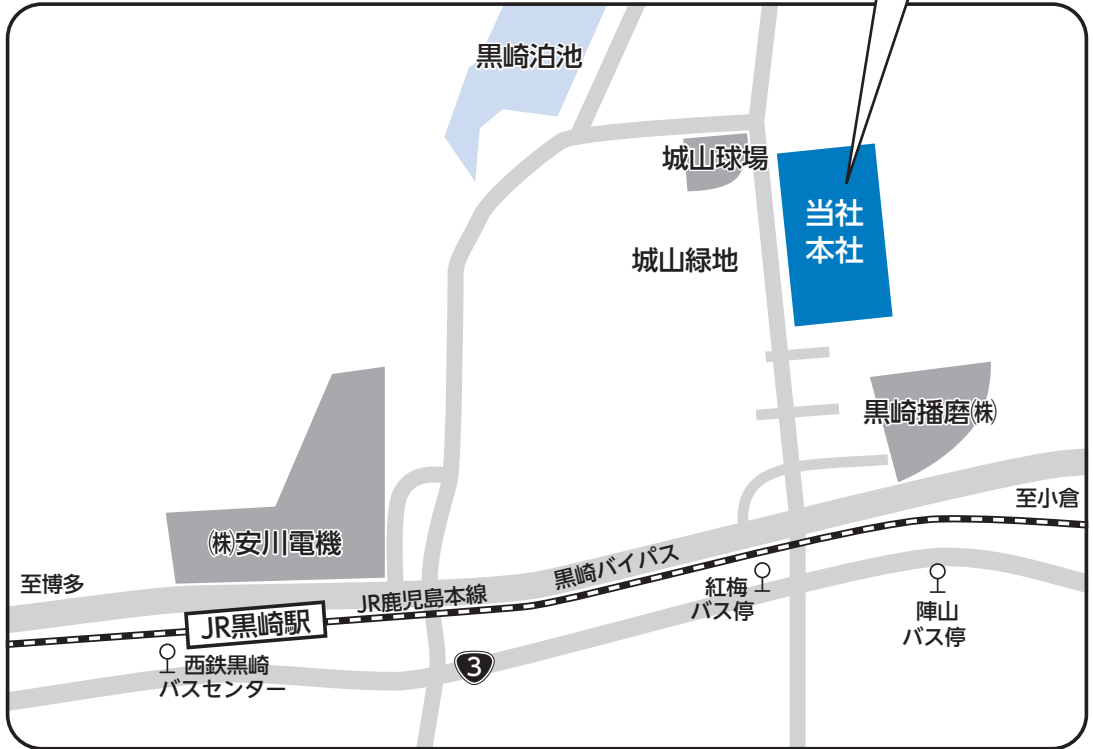 黒崎泊池
城山球場
当社
本社
城山緑地
黒崎播磨㈱
至小倉
㈱安川電機
黒崎バイパス
至博多
JR鹿児島本線
紅梅
バス停
陣山
バス停
JR黒崎駅
西鉄黒崎
バスセンター
3